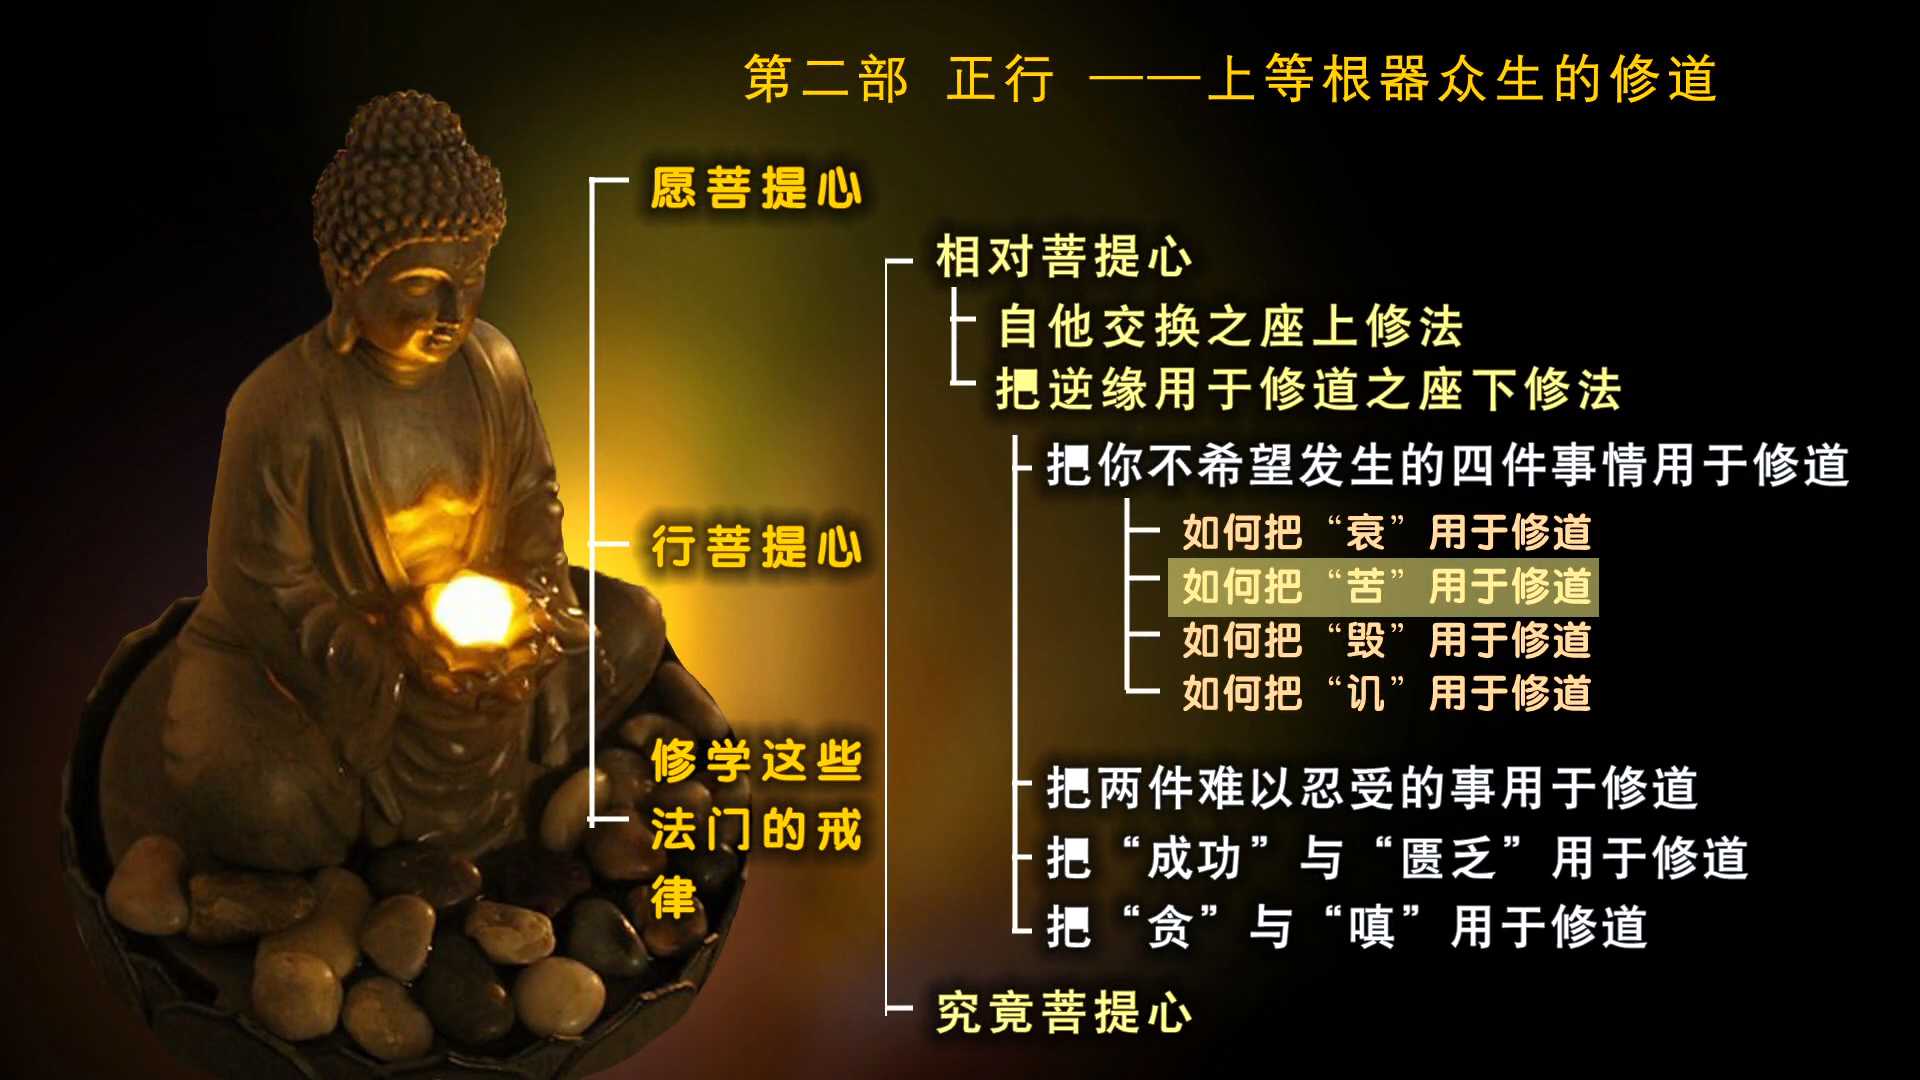 第二部 正行 ——上等根器众生的修道
愿菩提心
相对菩提心
自他交换之座上修法
把逆缘用于修道之座下修法
把你不希望发生的四件事情用于修道
如何把“衰”用于修道
如何把“苦”用于修道
如何把“毁”用于修道
如何把“讥”用于修道
行菩提心
把两件难以忍受的事用于修道
把“成功”与“匮乏”用于修道
把“贪”与“嗔”用于修道
究竟菩提心
修学这些
法门的戒
律